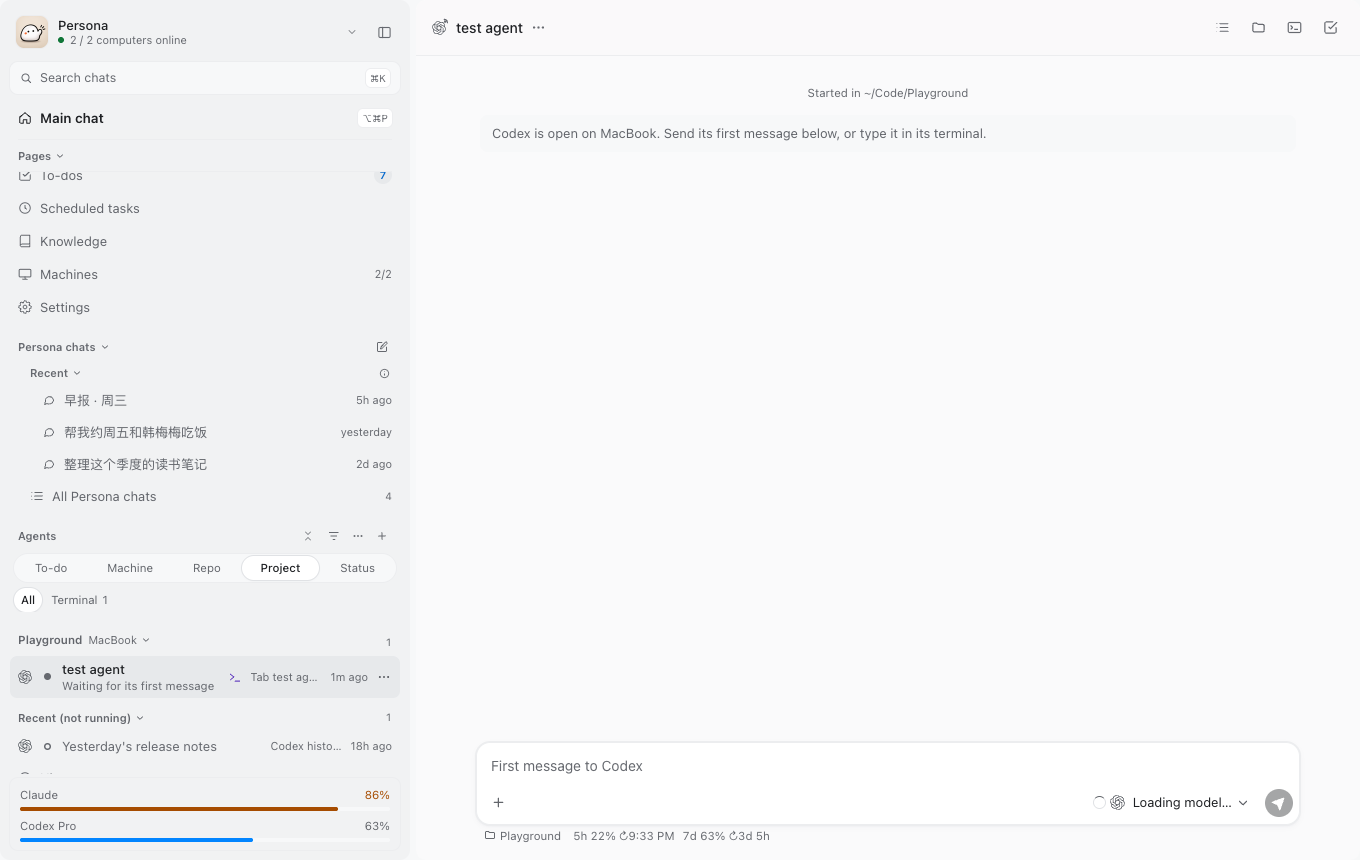 Persona
2 / 2 computers online
Search chats ⌘K
Main chat ⌥⌘P
Pages
To-dos 7
Scheduled tasks
Knowledge
Machines 2/2
Settings
Persona chats
Recent
早报 · 周三 5h ago
帮我约周五和韩梅梅吃饭 yesterday
整理这个季度的读书笔记 2d ago
All Persona chats 4
Agents
To-do Machine Repo Project Status
All Terminal 1
Playground MacBook 1
test agent
Waiting for its first message Tab test ag... 1m ago
Recent (not running) 1
Yesterday's release notes Codex histo... 18h ago
Claude 86%
Codex Pro 63%
test agent
Started in ~/Code/Playground
Codex is open on MacBook. Send its first message below, or type it in its terminal.
First message to Codex
Loading model...
Playground 5h 22% ↻9:33 PM 7d 63% ↻3d 5h